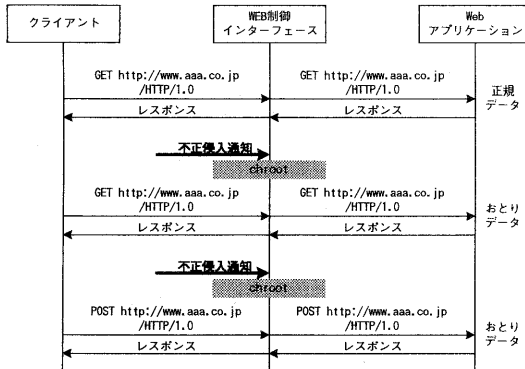 クライアント
WEB制御
インターフェース
Web
アプリケーション
GET http://www.aaa.co.jp
/HTTP/1.0
GET http://www.aaa.co.jp
/HTTP/1.0
レスポンス
レスポンス
正規
データ
不正侵入通知
chroot
GET http://www.aaa.co.jp
/HTTP/1.0
GET http://www.aaa.co.jp
/HTTP/1.0
レスポンス
レスポンス
おとり
データ
不正侵入通知
chroot
POST http://www.aaa.co.jp
/HTTP/1.0
POST http://www.aaa.co.jp
/HTTP/1.0
レスポンス
レスポンス
おとり
データ